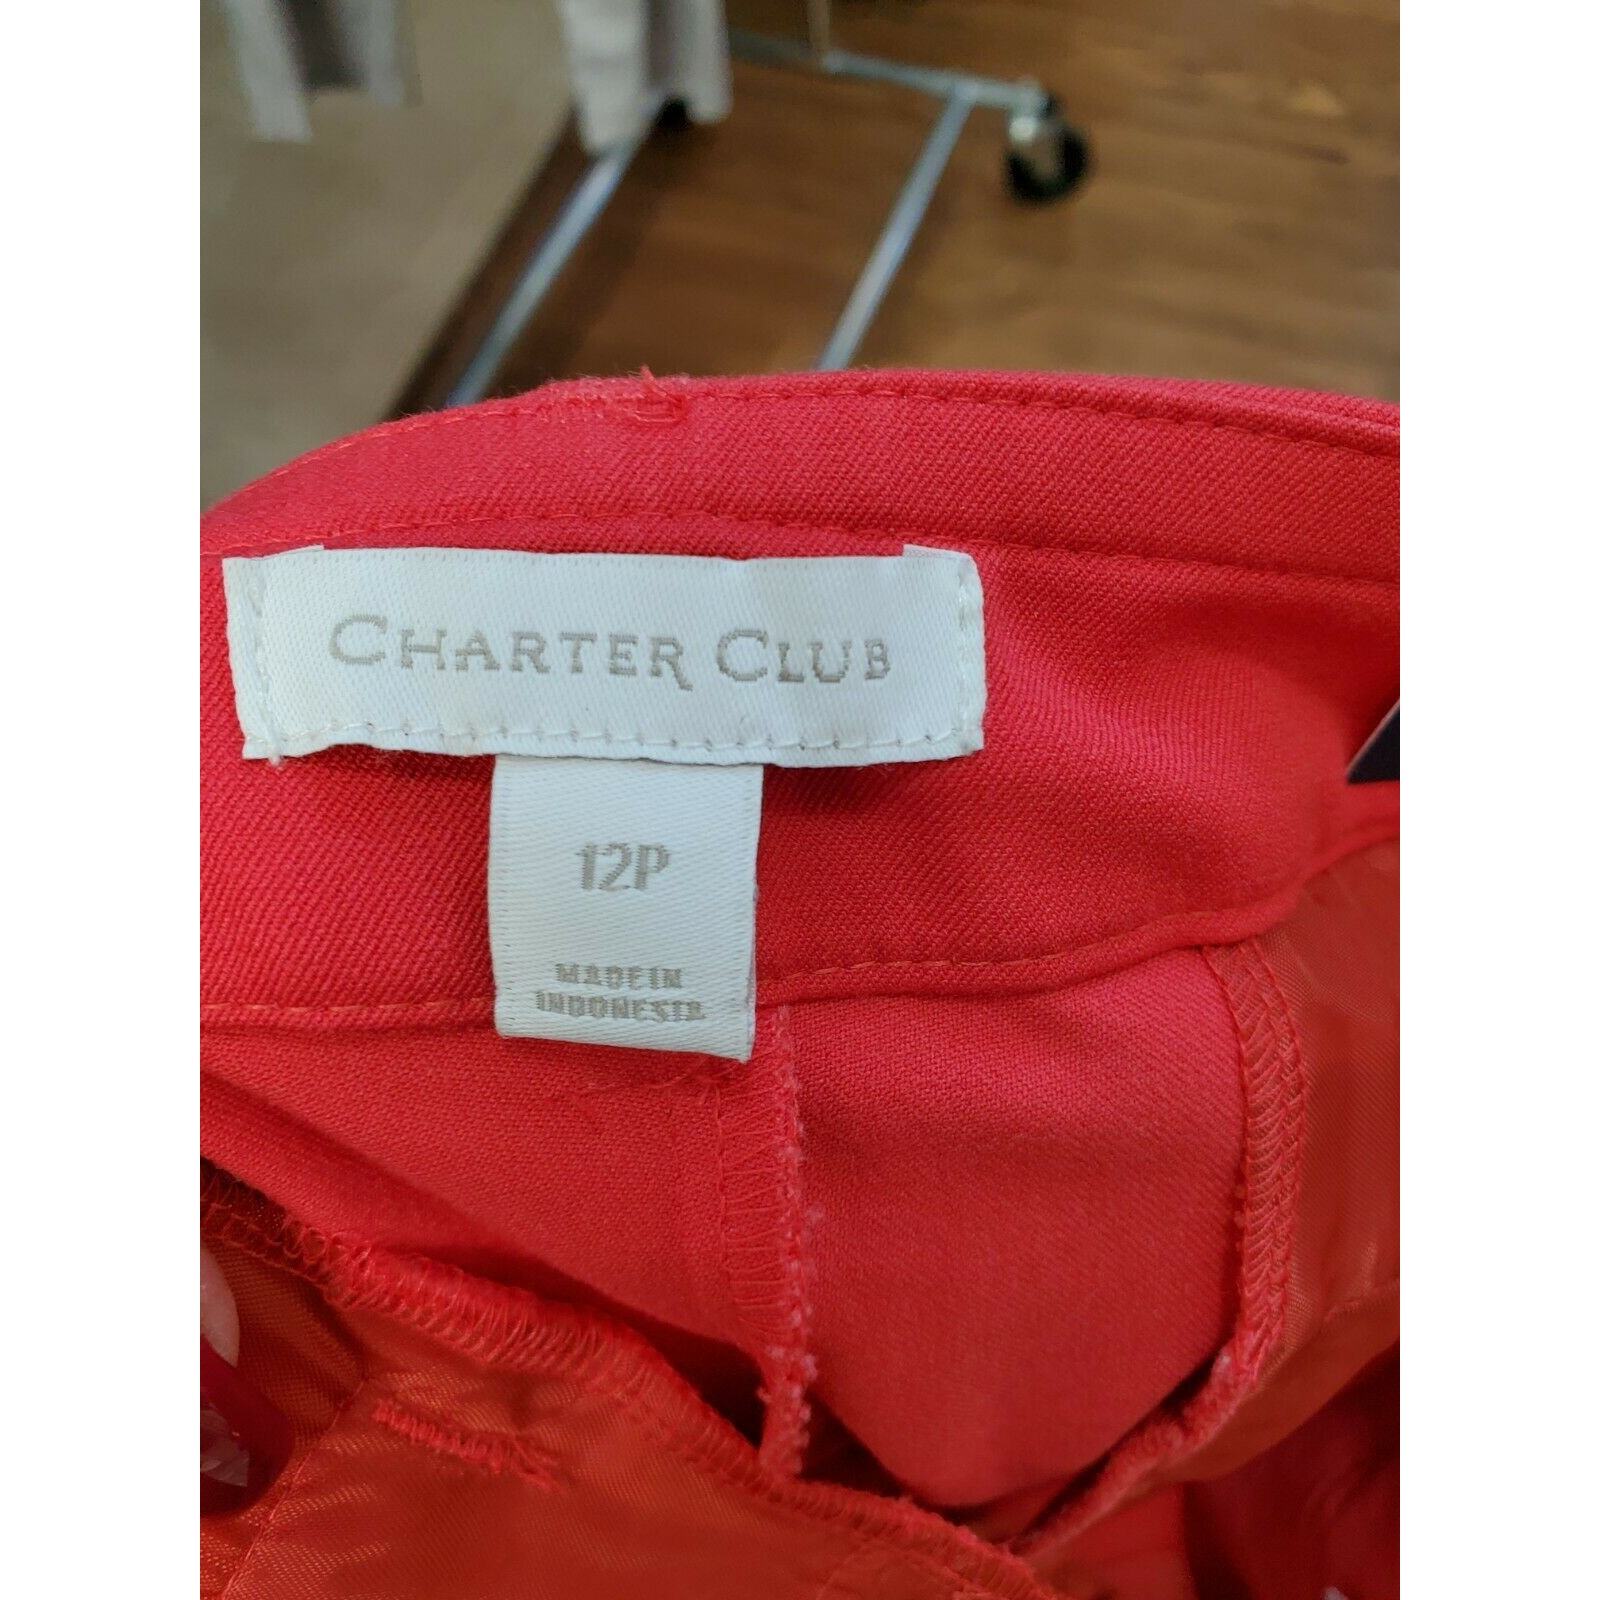 CHARTER CLUB
12P
MADE IN
INDONESIA